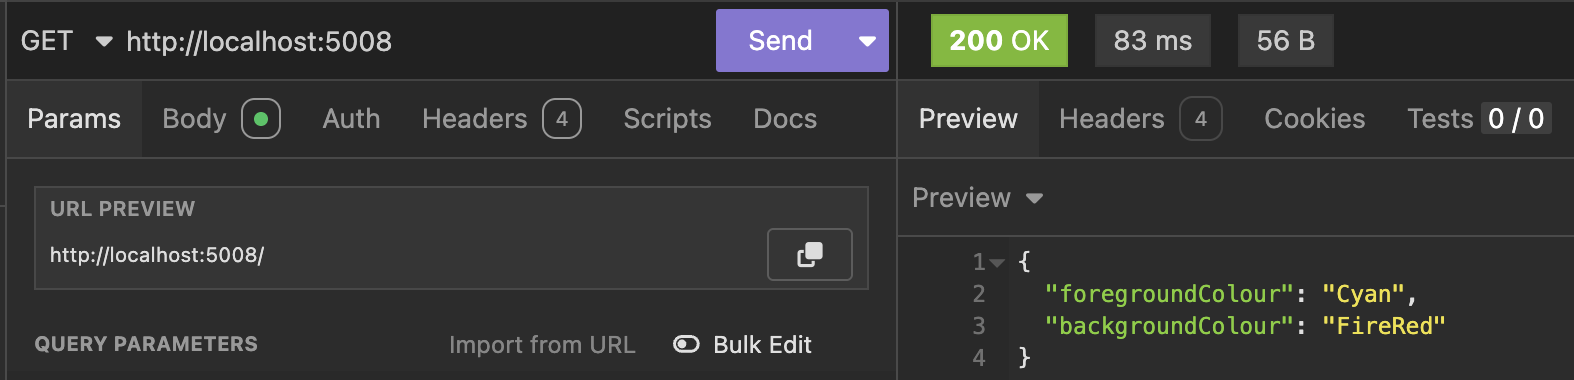 GET http://localhost:5008 Send 200 OK 83 ms 56 B
Params Body Auth Headers 4 Scripts Docs Preview Headers 4 Cookies Tests 0 / 0
URL PREVIEW
http://localhost:5008/
QUERY PARAMETERS Import from URL Bulk Edit
Preview
1 {
2 "foregroundColour": "Cyan",
3 "backgroundColour": "FireRed"
4 }